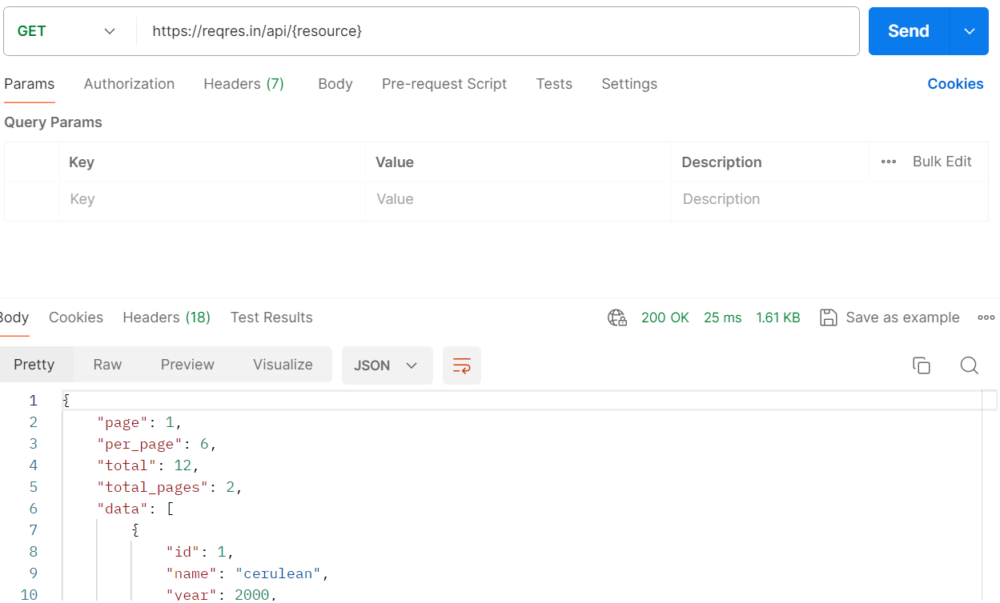 GET https://reqres.in/api/{resource} Send
Params Authorization Headers (7) Body Pre-request Script Tests Settings Cookies
Query Params
Key Value Description Bulk Edit
Key Value Description
Body Cookies Headers (18) Test Results 200 OK 25 ms 1.61 KB Save as example
Pretty Raw Preview Visualize JSON
1 {
2 "page": 1,
3 "per_page": 6,
4 "total": 12,
5 "total_pages": 2,
6 "data": [
7 {
8 "id": 1,
9 "name": "cerulean",
10 "year": 2000,